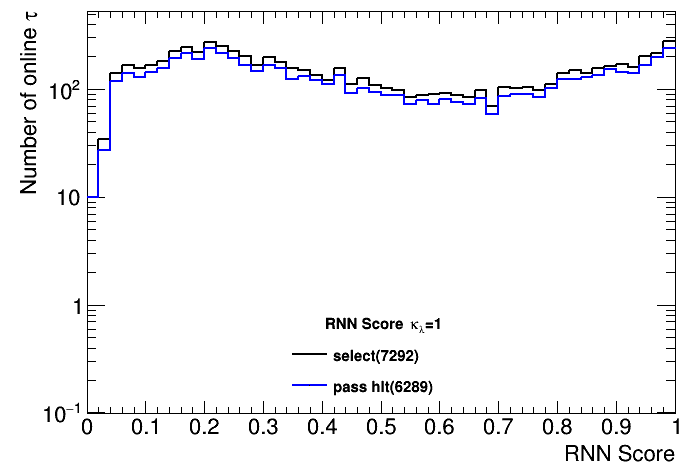 Number of online τ
10²
10
1
10⁻¹
RNN Score κλ=1
select(7292)
pass hlt(6289)
0 0.1 0.2 0.3 0.4 0.5 0.6 0.7 0.8 0.9 1
RNN Score